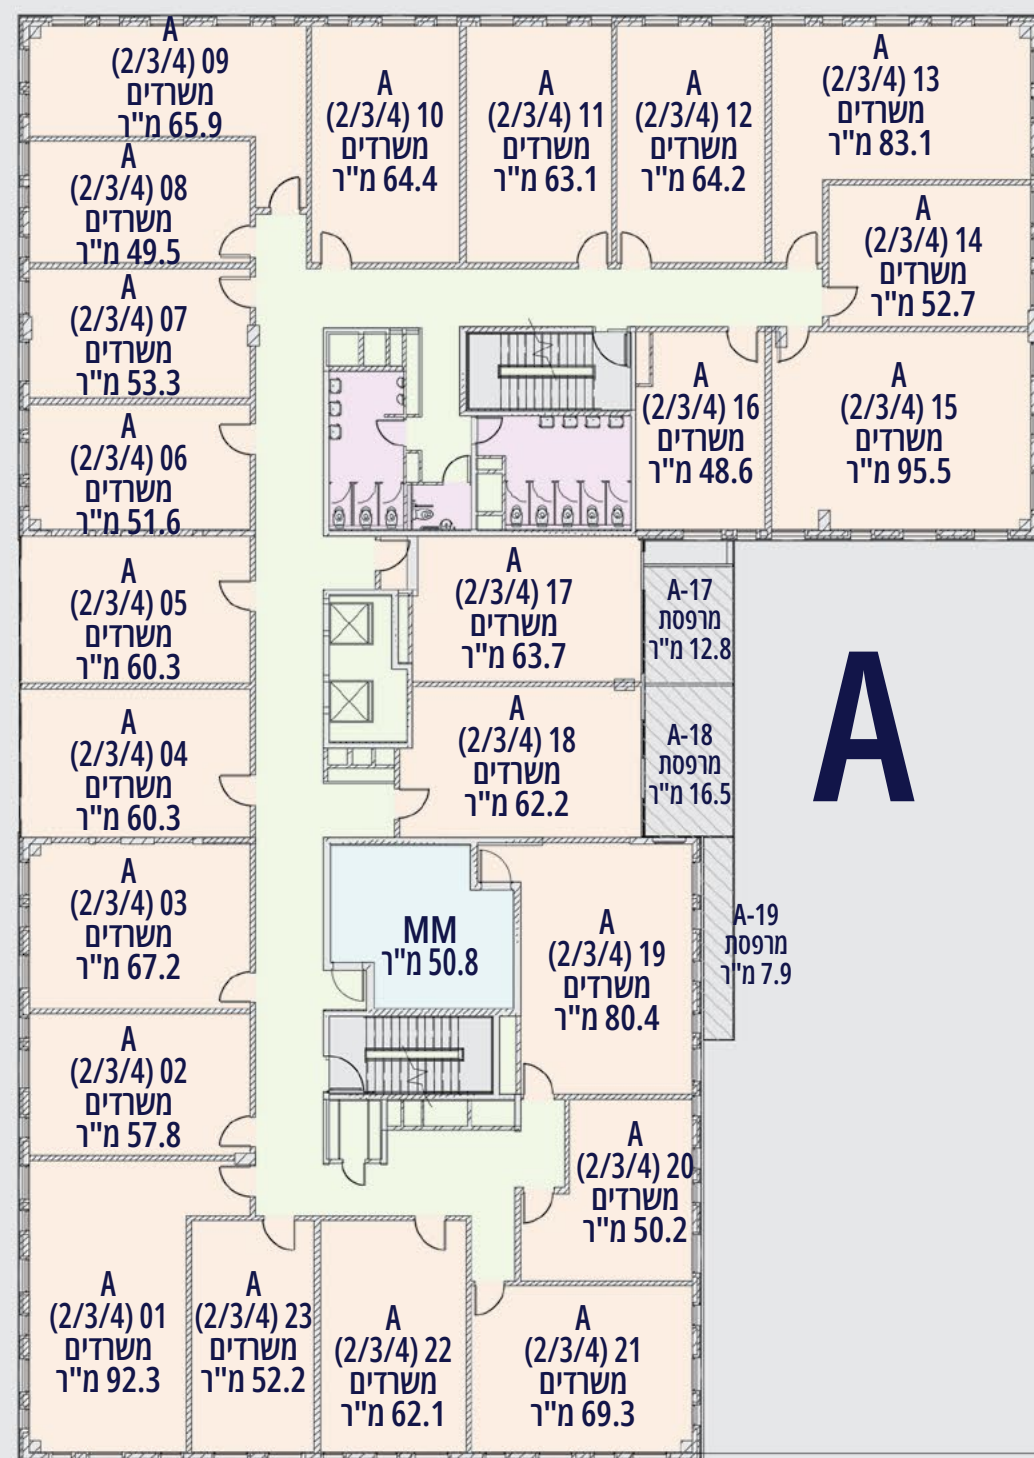 A
(2/3/4) 09
משרדים
65.9 מ"ר
A
(2/3/4) 10
משרדים
64.4 מ"ר
A
(2/3/4) 11
משרדים
63.1 מ"ר
A
(2/3/4) 12
משרדים
64.2 מ"ר
A
(2/3/4) 13
משרדים
83.1 מ"ר
A
(2/3/4) 08
משרדים
49.5 מ"ר
A
(2/3/4) 14
משרדים
52.7 מ"ר
A
(2/3/4) 07
משרדים
53.3 מ"ר
A
(2/3/4) 16
משרדים
48.6 מ"ר
A
(2/3/4) 15
משרדים
95.5 מ"ר
A
(2/3/4) 06
משרדים
51.6 מ"ר
A
(2/3/4) 05
משרדים
60.3 מ"ר
A
(2/3/4) 17
משרדים
63.7 מ"ר
A-17
מרפסת
12.8 מ"ר
A
(2/3/4) 04
משרדים
60.3 מ"ר
A
(2/3/4) 18
משרדים
62.2 מ"ר
A-18
מרפסת
16.5 מ"ר
A
A
(2/3/4) 03
משרדים
67.2 מ"ר
MM
50.8 מ"ר
A
(2/3/4) 19
משרדים
80.4 מ"ר
A-19
מרפסת
7.9 מ"ר
A
(2/3/4) 02
משרדים
57.8 מ"ר
A
(2/3/4) 20
משרדים
50.2 מ"ר
A
(2/3/4) 01
משרדים
92.3 מ"ר
A
(2/3/4) 23
משרדים
52.2 מ"ר
A
(2/3/4) 22
משרדים
62.1 מ"ר
A
(2/3/4) 21
משרדים
69.3 מ"ר